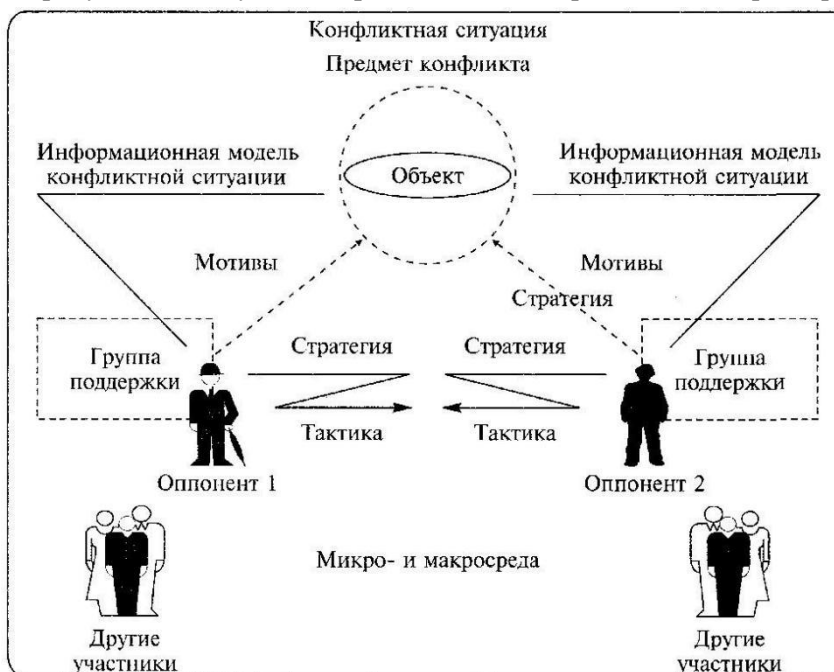 Конфликтная ситуация
Предмет конфликта
Информационная модель
конфликтной ситуации
Объект
Информационная модель
конфликтной ситуации
Мотивы
Мотивы
Стратегия
Группа
поддержки
Стратегия
Стратегия
Группа
поддержки
Тактика
Тактика
Оппонент 1
Оппонент 2
Микро- и макросреда
Другие
участники
Другие
участники